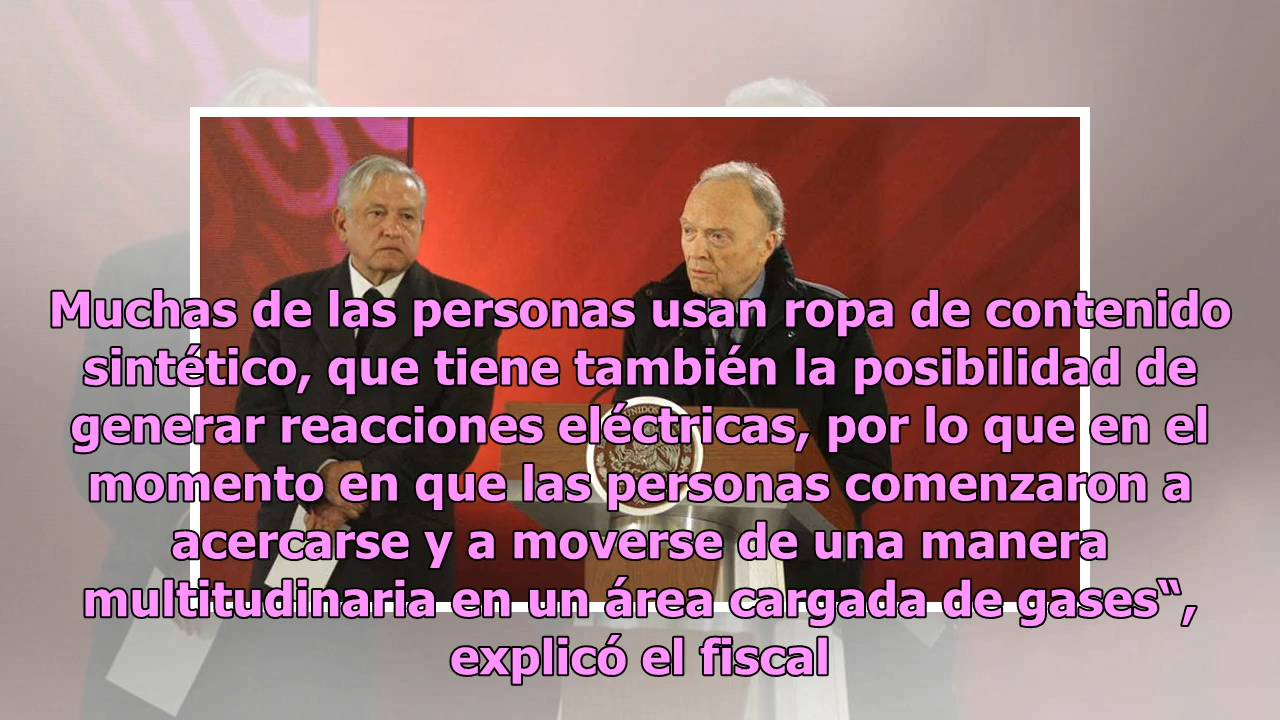 Muchas de las personas usan ropa de contenido
sintético, que tiene también la posibilidad de
generar reacciones eléctricas, por lo que en el
momento en que las personas comenzaron a
acercarse y a moverse de una manera
multitudinaria en un área cargada de gases“,
explicó el fiscal
UNIDOS